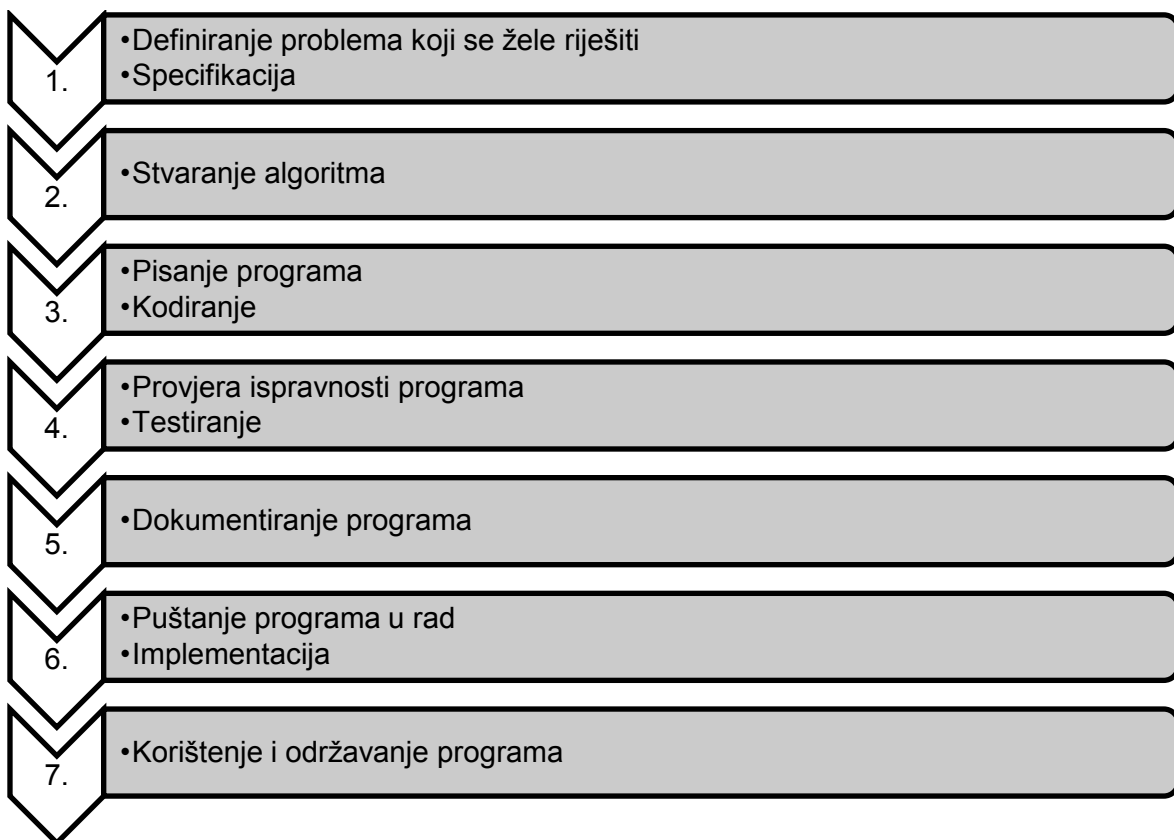 1.
•Definiranje problema koji se žele riješiti
•Specifikacija
2.
•Stvaranje algoritma
3.
•Pisanje programa
•Kodiranje
4.
•Provjera ispravnosti programa
•Testiranje
5.
•Dokumentiranje programa
6.
•Puštanje programa u rad
•Implementacija
7.
•Korištenje i održavanje programa